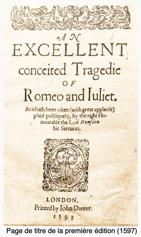 AN
EXCELLENT
conceited Tragedie
OF
Romeo and Iuliet.
As it hath been often (with great applause)
plaid publiquely, by the right Ho-
nourable the L. of Hunsdon
his Seruants.
LONDON,
Printed by Iohn Danter.
1597
Page de titre de la première édition (1597)